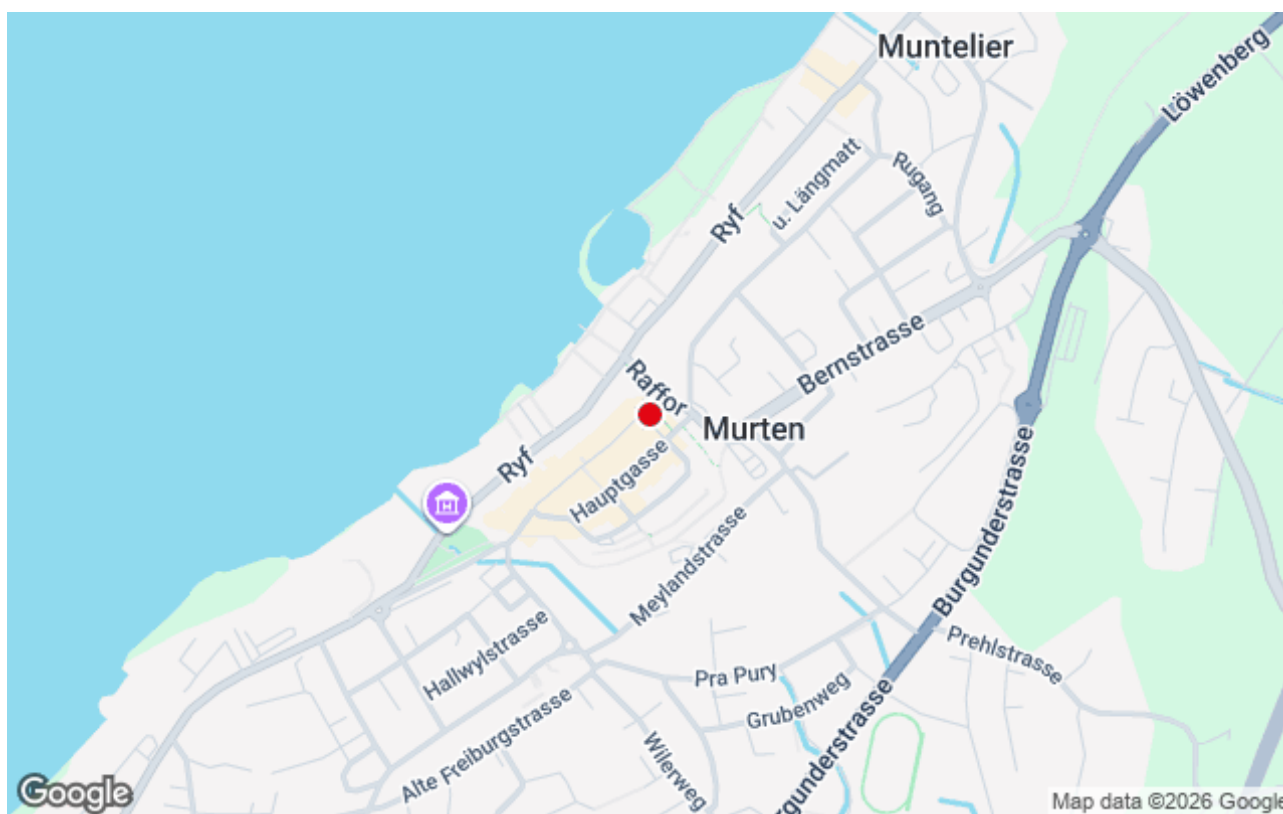 Muntelier
Löwenberg
u. Längmatt
Rugang
Ryf
Bernstrasse
Raffor
Murten
Ryf
Hauptgasse
Meylandstrasse
Burgunderstrasse
Prehlstrasse
Hallwylstrasse
Pra Pury
Grubenweg
Alte Freiburgstrasse
Wilerweg
rgunderstrasse
Google
Map data ©2026 Google